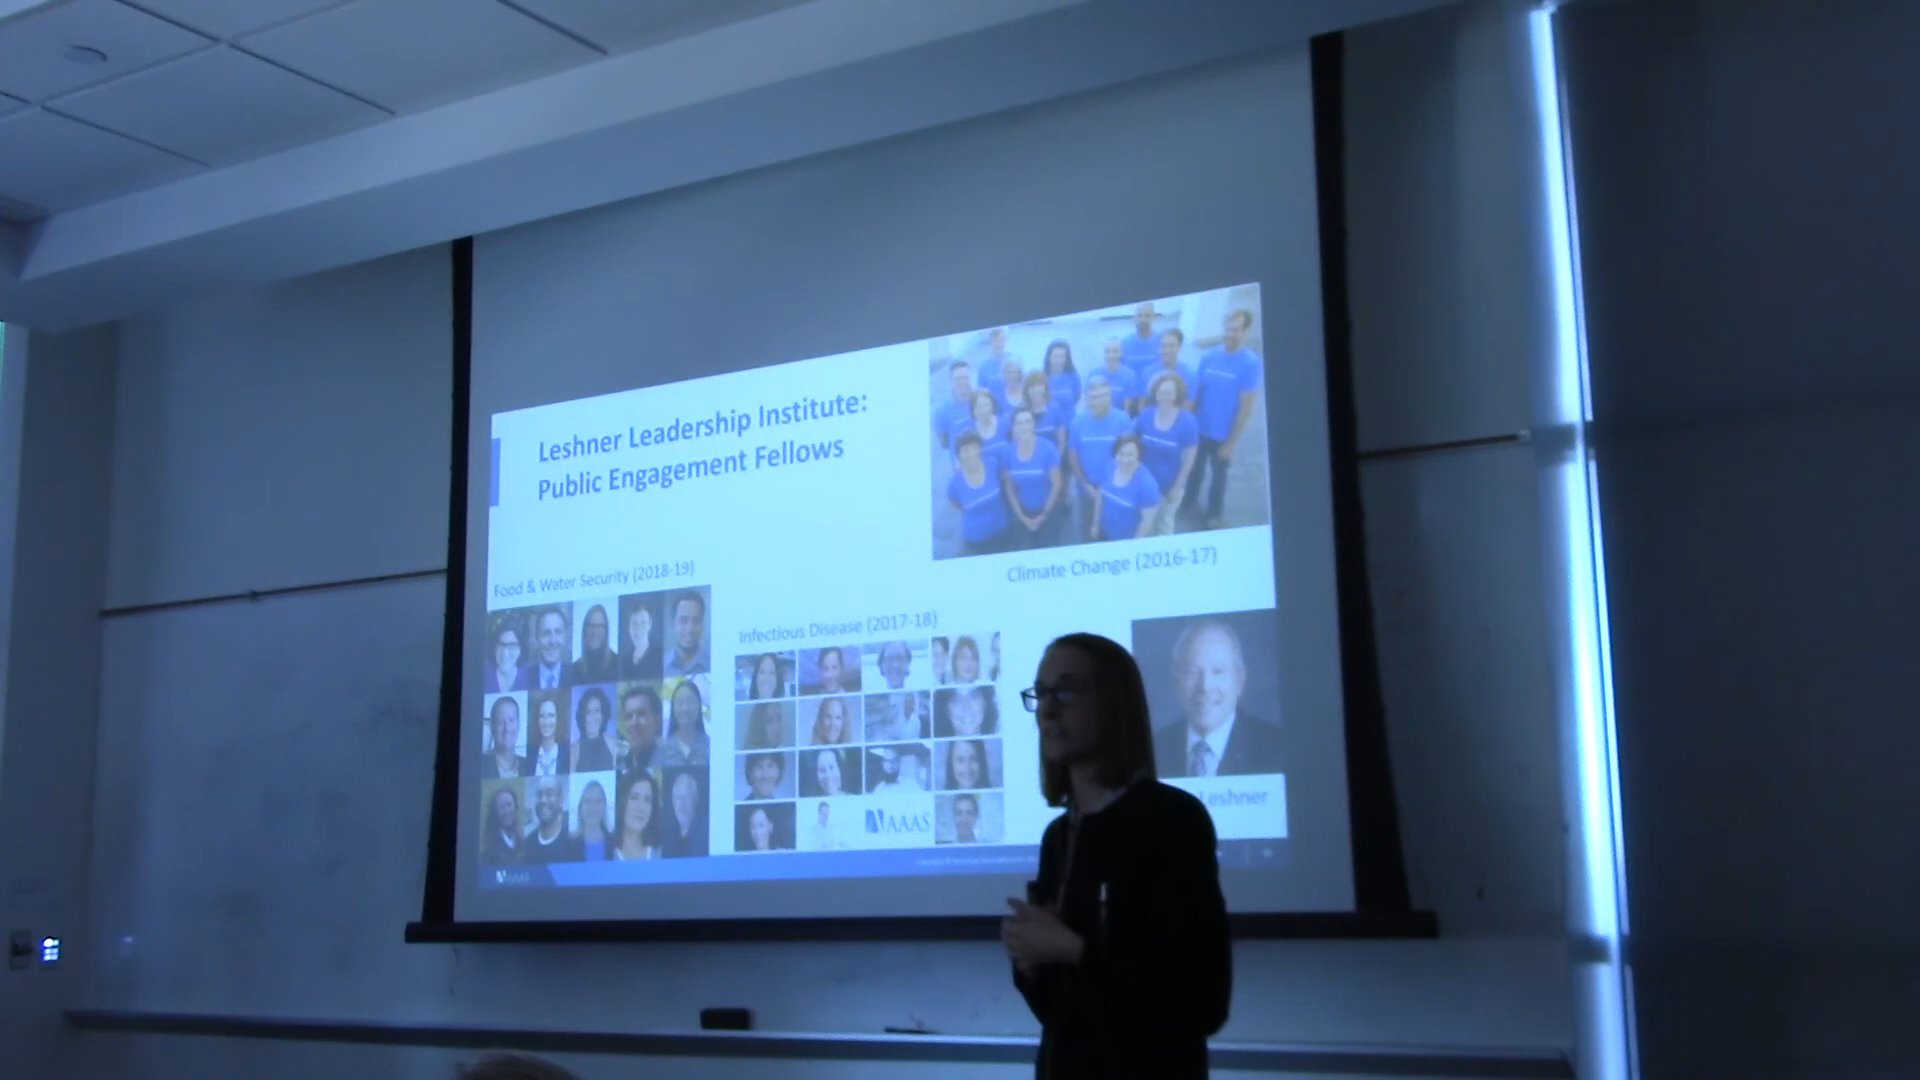 Leshner Leadership Institute:
Public Engagement Fellows
Climate Change (2016-17)
Food & Water Security (2018-19)
Infectious Disease (2017-18)
AAAS
Leshner
AAAS